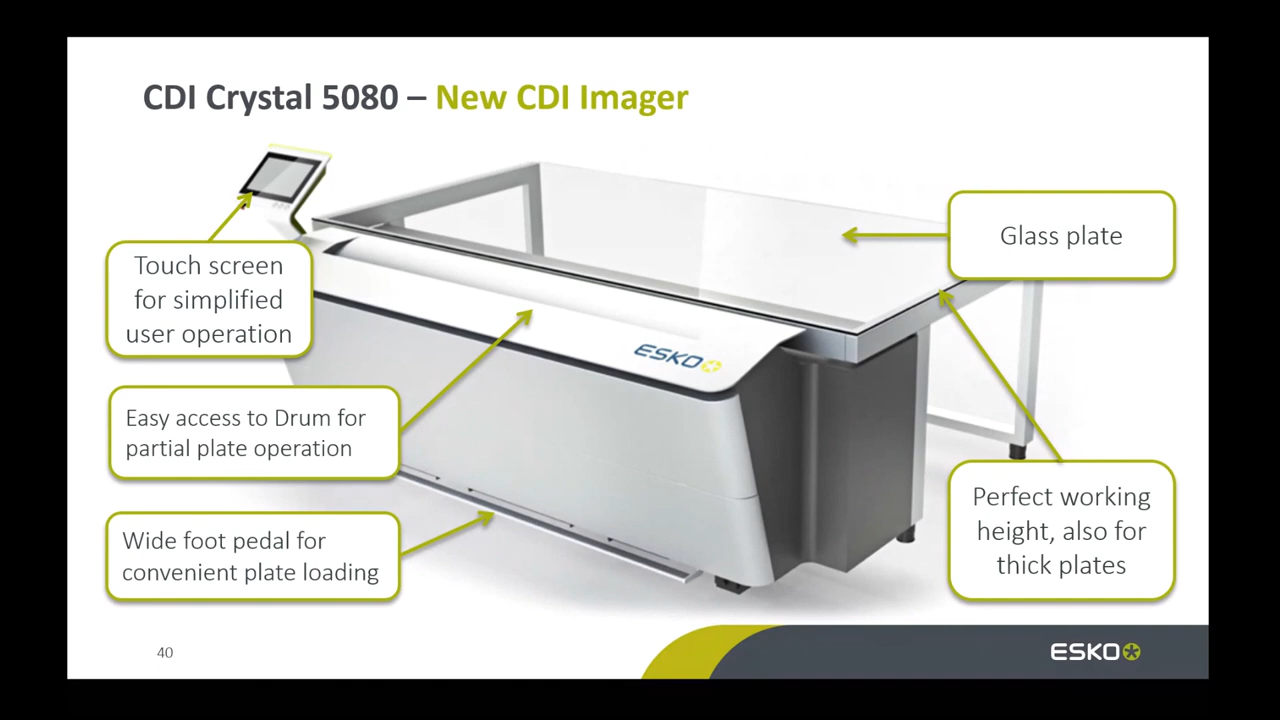 CDI Crystal 5080 – New CDI Imager
Touch screen
for simplified
user operation
Glass plate
ESKO
Easy access to Drum for
partial plate operation
Wide foot pedal for
convenient plate loading
Perfect working
height, also for
thick plates
40
ESKO